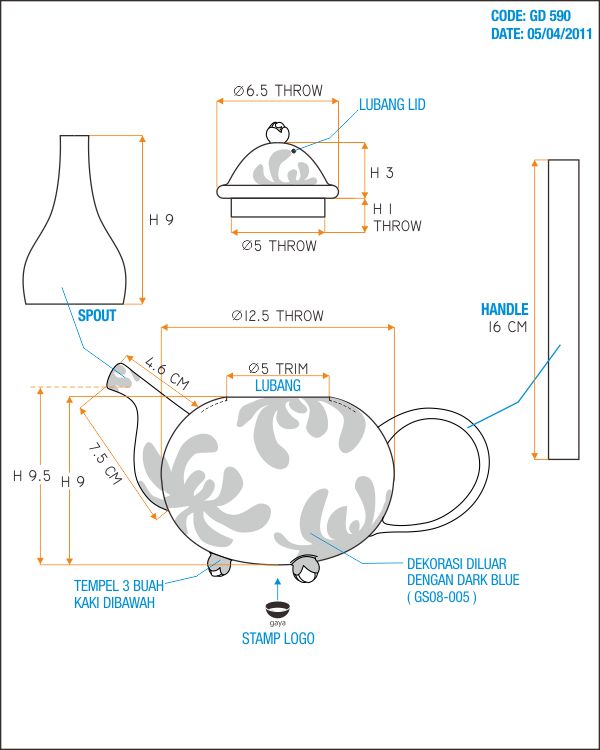 CODE: GD 590
DATE: 05/04/2011
Ø6.5 THROW
LUBANG LID
H 3
H 1
THROW
Ø5 THROW
H 9
SPOUT
HANDLE
16 CM
Ø12.5 THROW
4.6 CM
Ø5 TRIM
LUBANG
7.5 CM
H 9.5
H 9
TEMPEL 3 BUAH
KAKI DIBAWAH
DEKORASI DILUAR
DENGAN DARK BLUE
( GS08-005 )
gaya
STAMP LOGO